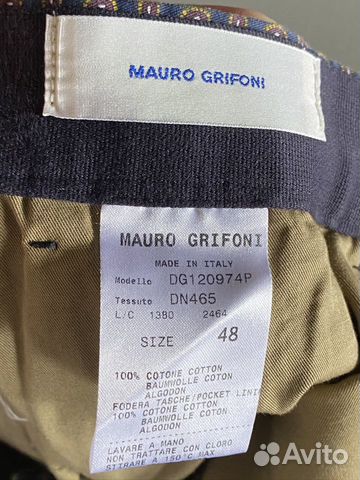 MAURO GRIFONI
MAURO GRIFONI
MADE IN ITALY
Modello DG120974P
Tessuto DN465
L/C 1380 2464
SIZE 48
100% COTONE COTTON
BAUMWOLLE COTON
ALGODON
FODERA TASCHE/POCKET LINI
100% COTONE COTTON
BAUMWOLLE COTON
ALGODON
LAVARE A MANO
NON TRATTARE CON CLORO
STIRARE A 150°C MAX
Avito